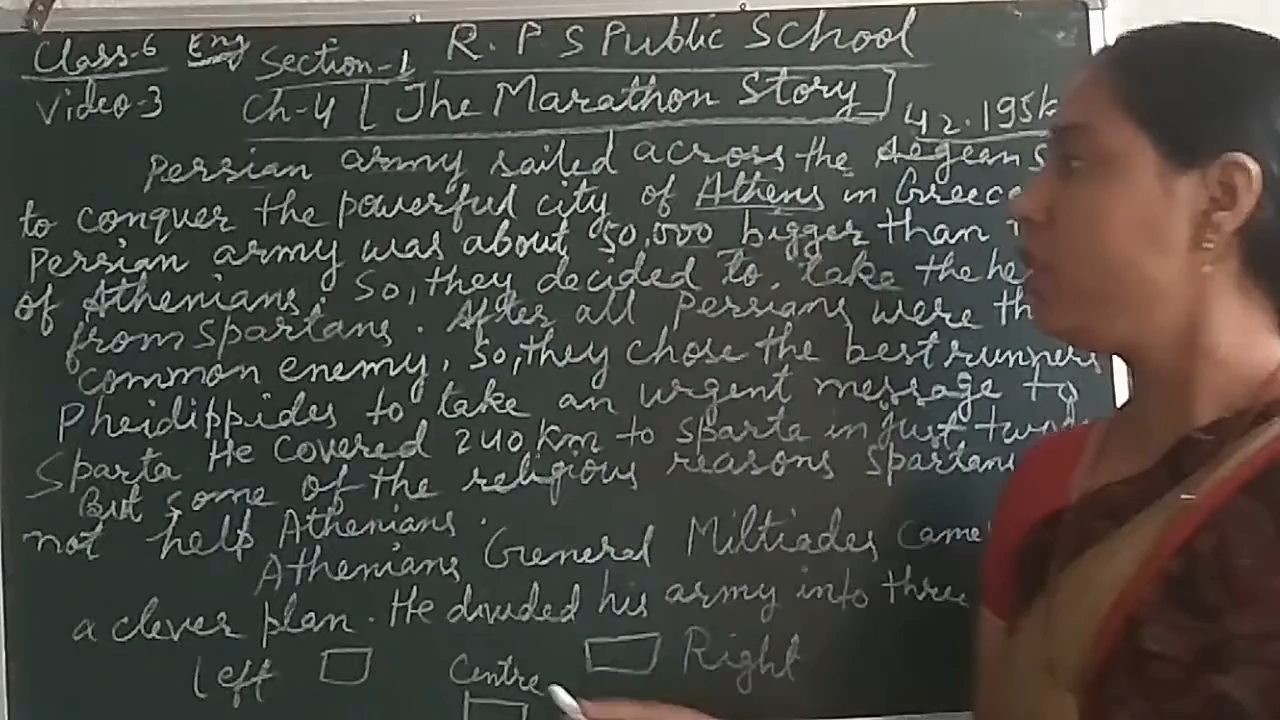 Class-6 Eng Section-1 R. P S Public School
Video-3 Ch-4 [The Marathon Story]
42.195k
Persian army sailed across the Aegean S
to conquer the powerful city of Athens in Greece
Persian army was about 50,000 bigger than
of Athenians. So, they decided to take the he
from Spartans. After all Persians were th
common enemy, So, they chose the best runners
Pheidippides to take an urgent message to
Sparta He covered 240 km to Sparta in just two
But some of the religious reasons Spartans
not help Athenians.
Athenians General Miltiades came
a clever plan. He divided his army into three
left Centre Right